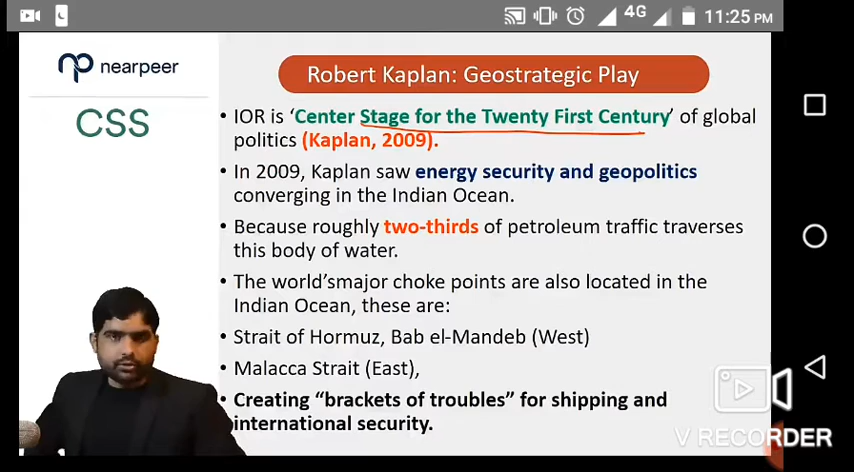 4G 11:25 PM
nearpeer
CSS
Robert Kaplan: Geostrategic Play
• IOR is ‘Center Stage for the Twenty First Century’ of global
politics (Kaplan, 2009).
• In 2009, Kaplan saw energy security and geopolitics
converging in the Indian Ocean.
• Because roughly two-thirds of petroleum traffic traverses
this body of water.
• The world'smajor choke points are also located in the
Indian Ocean, these are:
• Strait of Hormuz, Bab el-Mandeb (West)
• Malacca Strait (East),
• Creating “brackets of troubles” for shipping and
international security.
V RECORDER